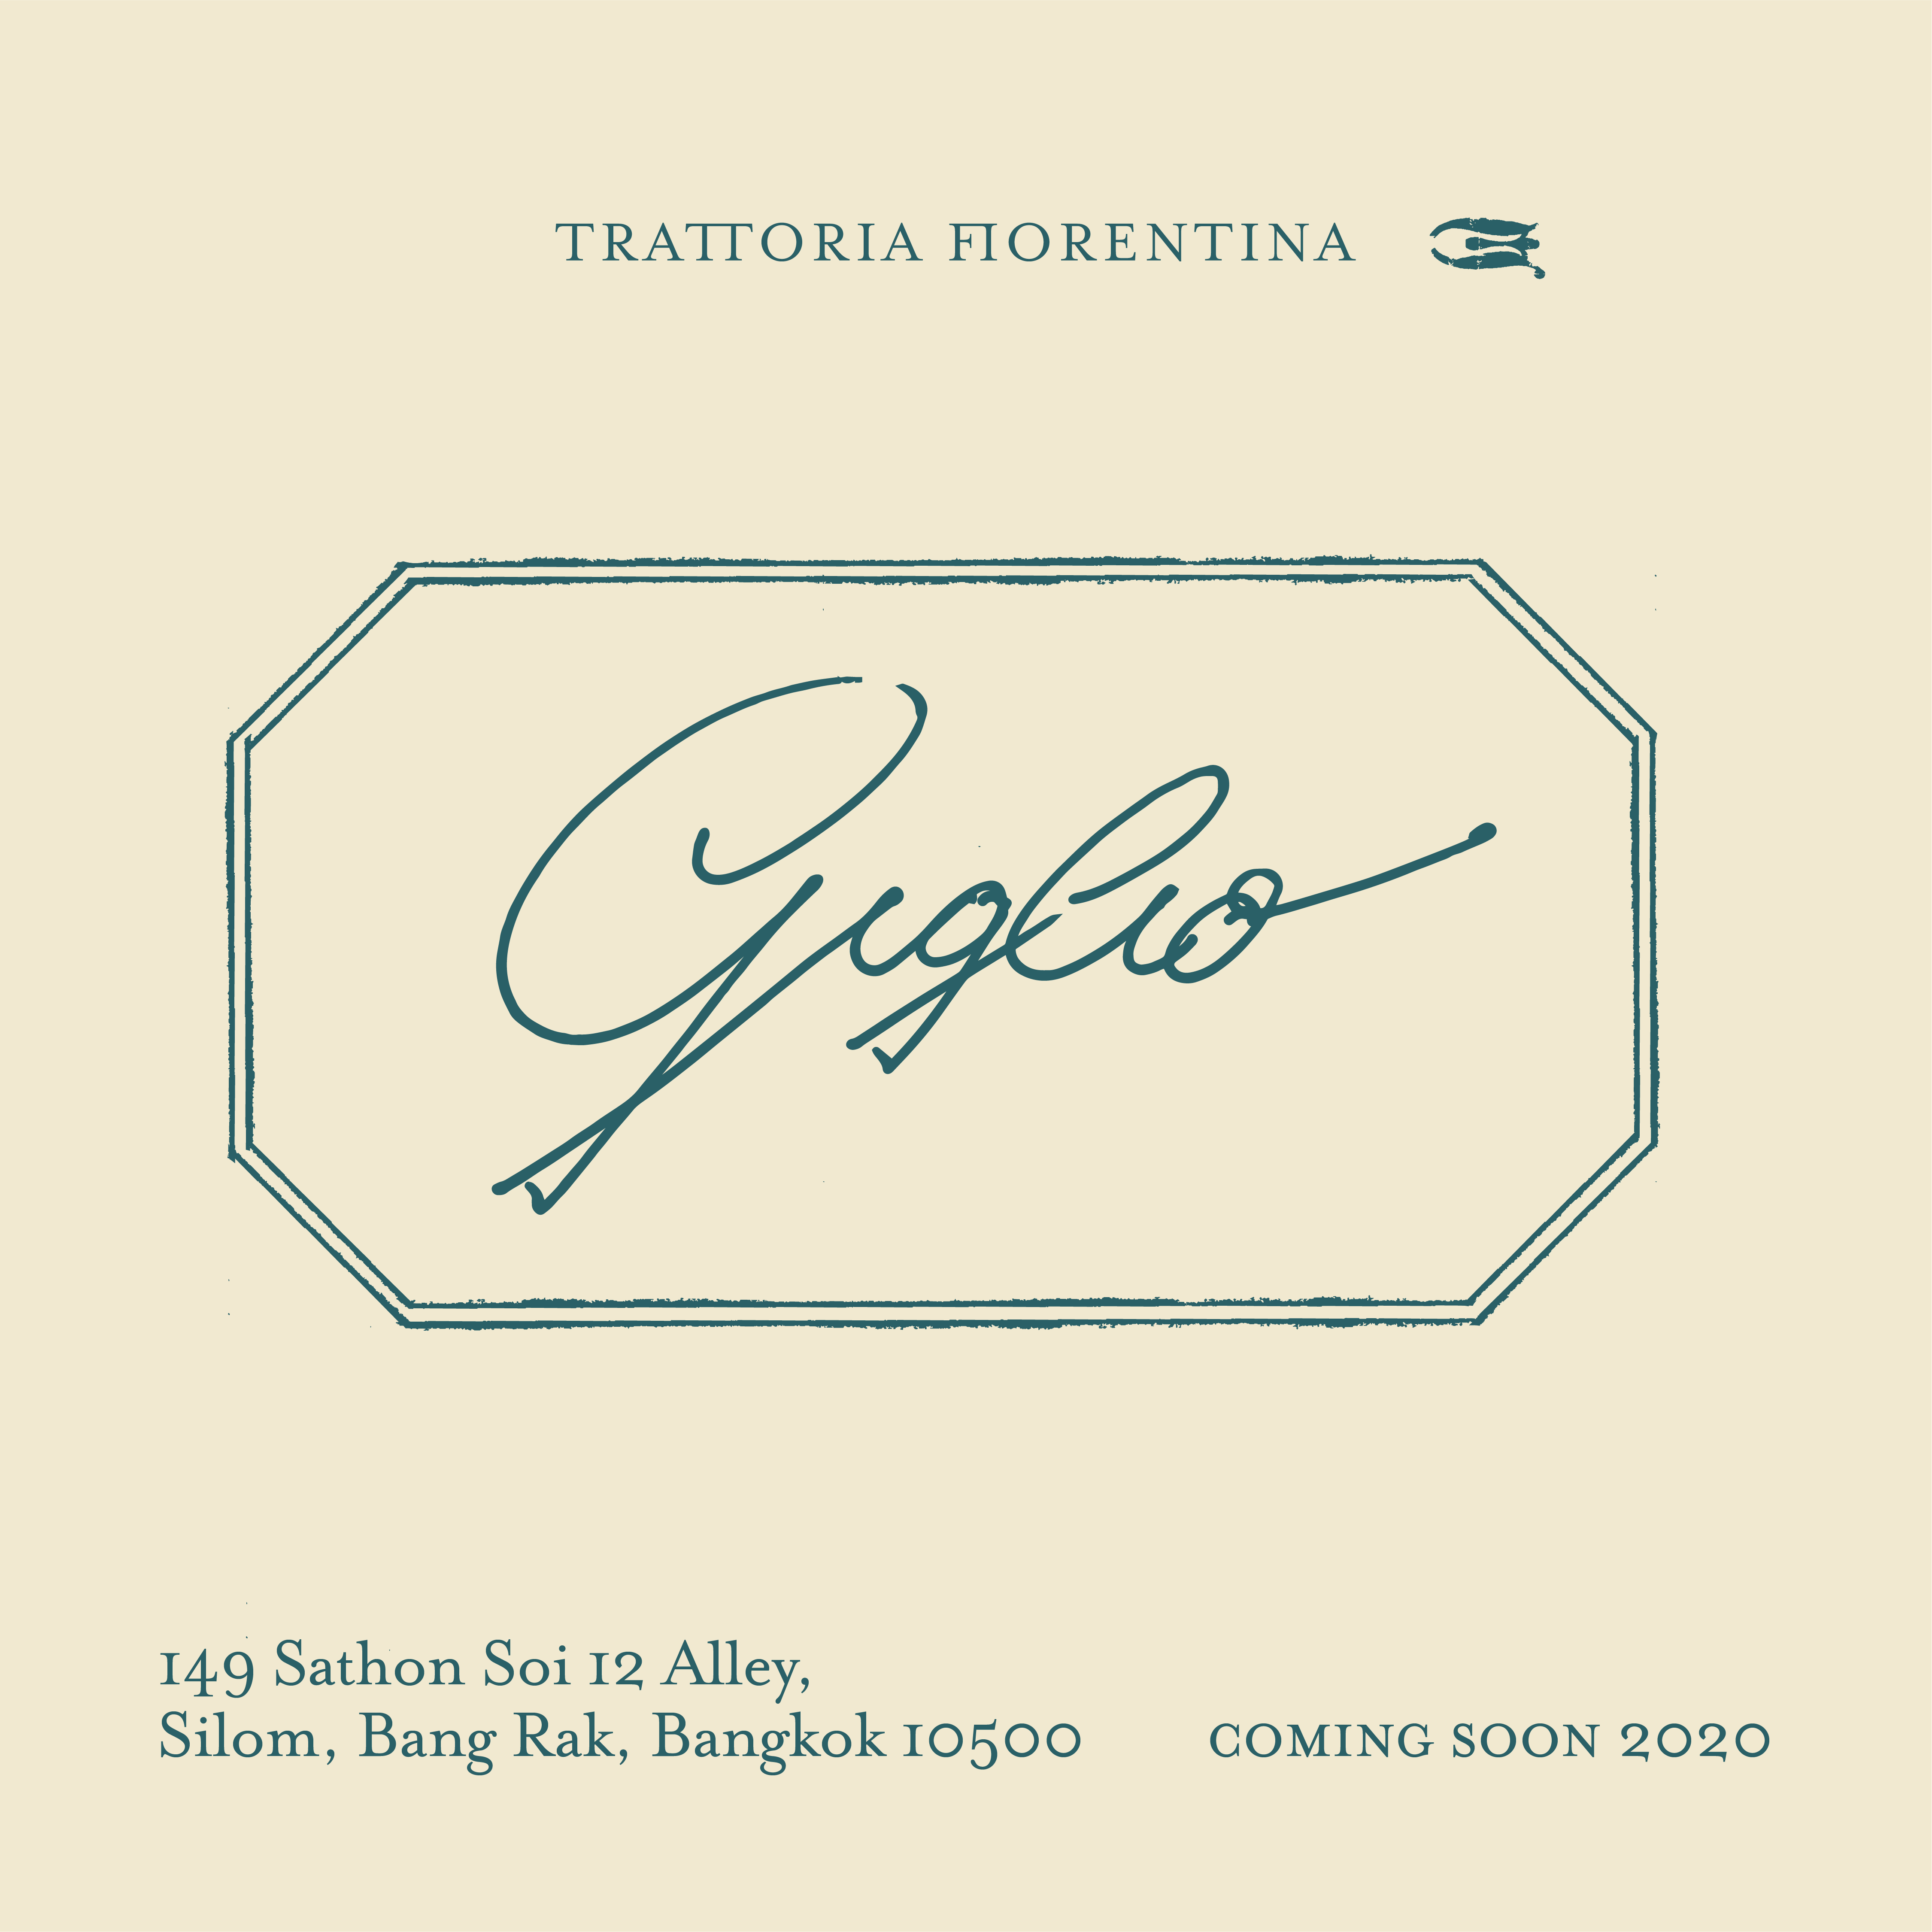 TRATTORIA FIORENTINA
Giglio
149 Sathon Soi 12 Alley,
Silom, Bang Rak, Bangkok 10500
COMING SOON 2020